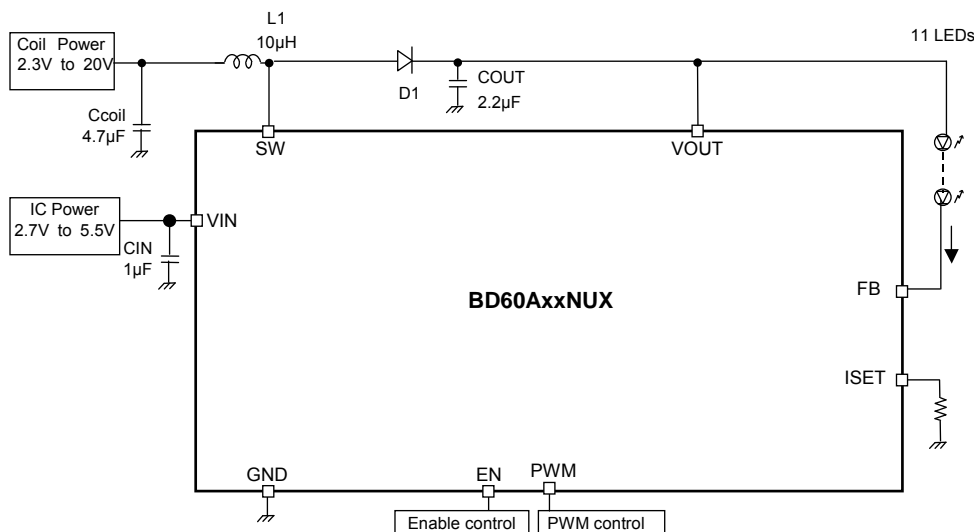 L1
10µH
11 LEDs
Coil Power
2.3V to 20V
D1
COUT
2.2µF
Ccoil
4.7µF
SW
VOUT
IC Power
2.7V to 5.5V
VIN
CIN
1µF
BD60AxxNUX
FB
ISET
GND
EN
PWM
Enable control
PWM control